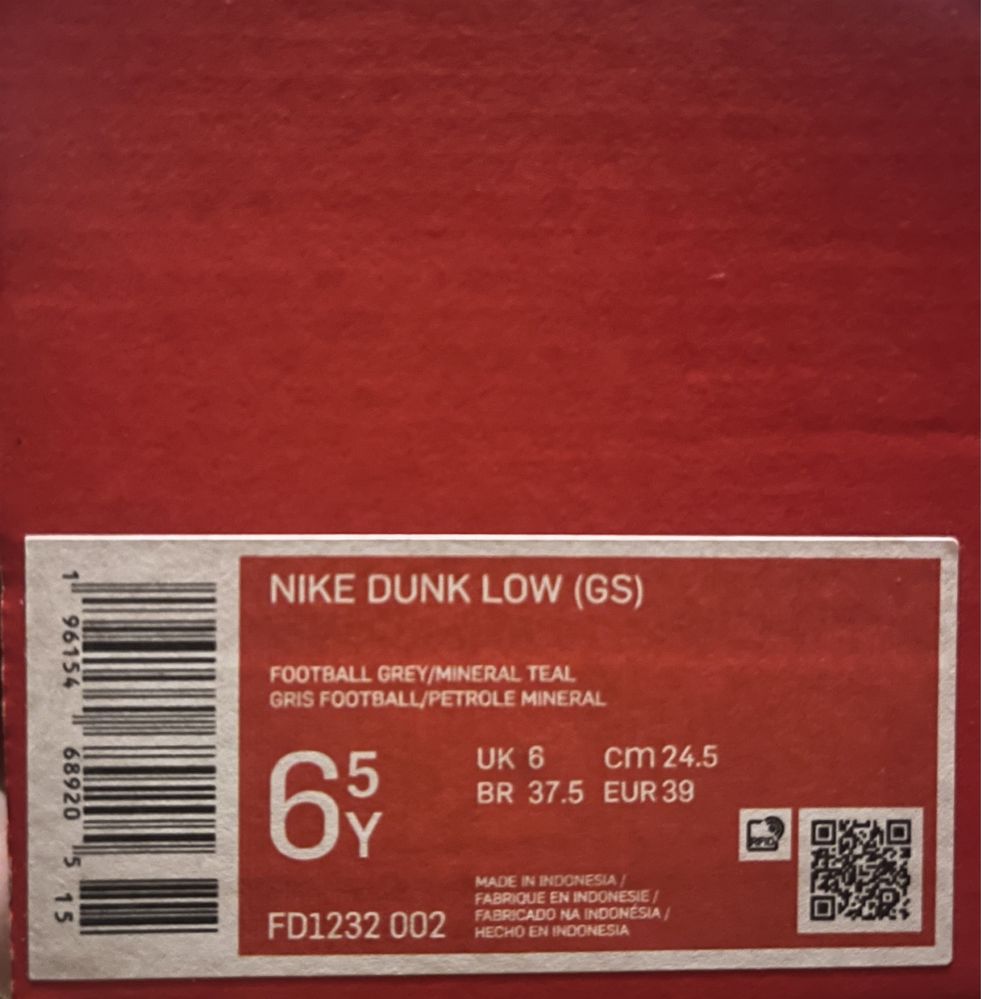 NIKE DUNK LOW (GS)
FOOTBALL GREY/MINERAL TEAL
GRIS FOOTBALL/PETROLE MINERAL
6 5 Y
UK 6 cm 24.5
BR 37.5 EUR 39
RFID
FD1232 002
MADE IN INDONESIA /
FABRIQUE EN INDONESIE /
FABRICADO NA INDONÉSIA /
HECHO EN INDONESIA
1 96154 68920 5 15